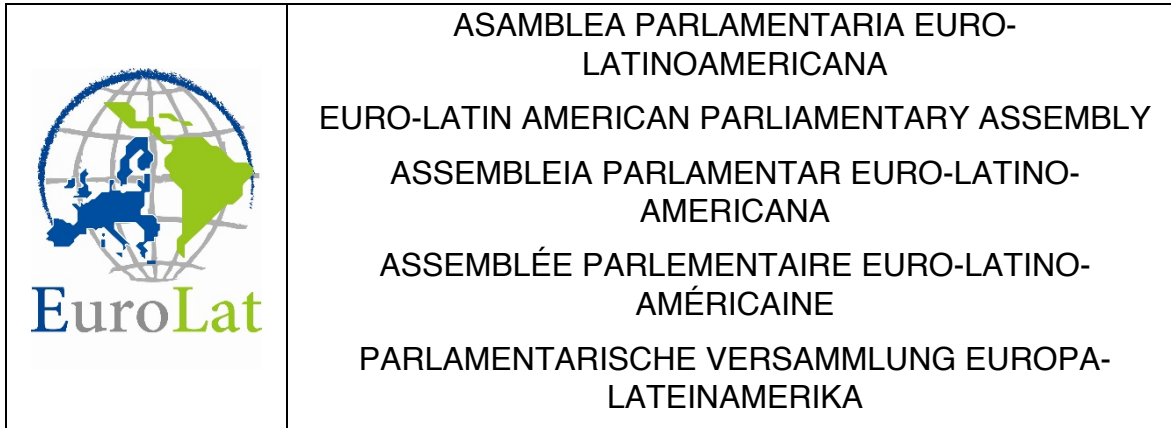 EuroLat
ASAMBLEA PARLAMENTARIA EURO-
LATINOAMERICANA
EURO-LATIN AMERICAN PARLIAMENTARY ASSEMBLY
ASSEMBLEIA PARLAMENTAR EURO-LATINO-
AMERICANA
ASSEMBLÉE PARLEMENTAIRE EURO-LATINO-
AMÉRICAINE
PARLAMENTARISCHE VERSAMMLUNG EUROPA-
LATEINAMERIKA